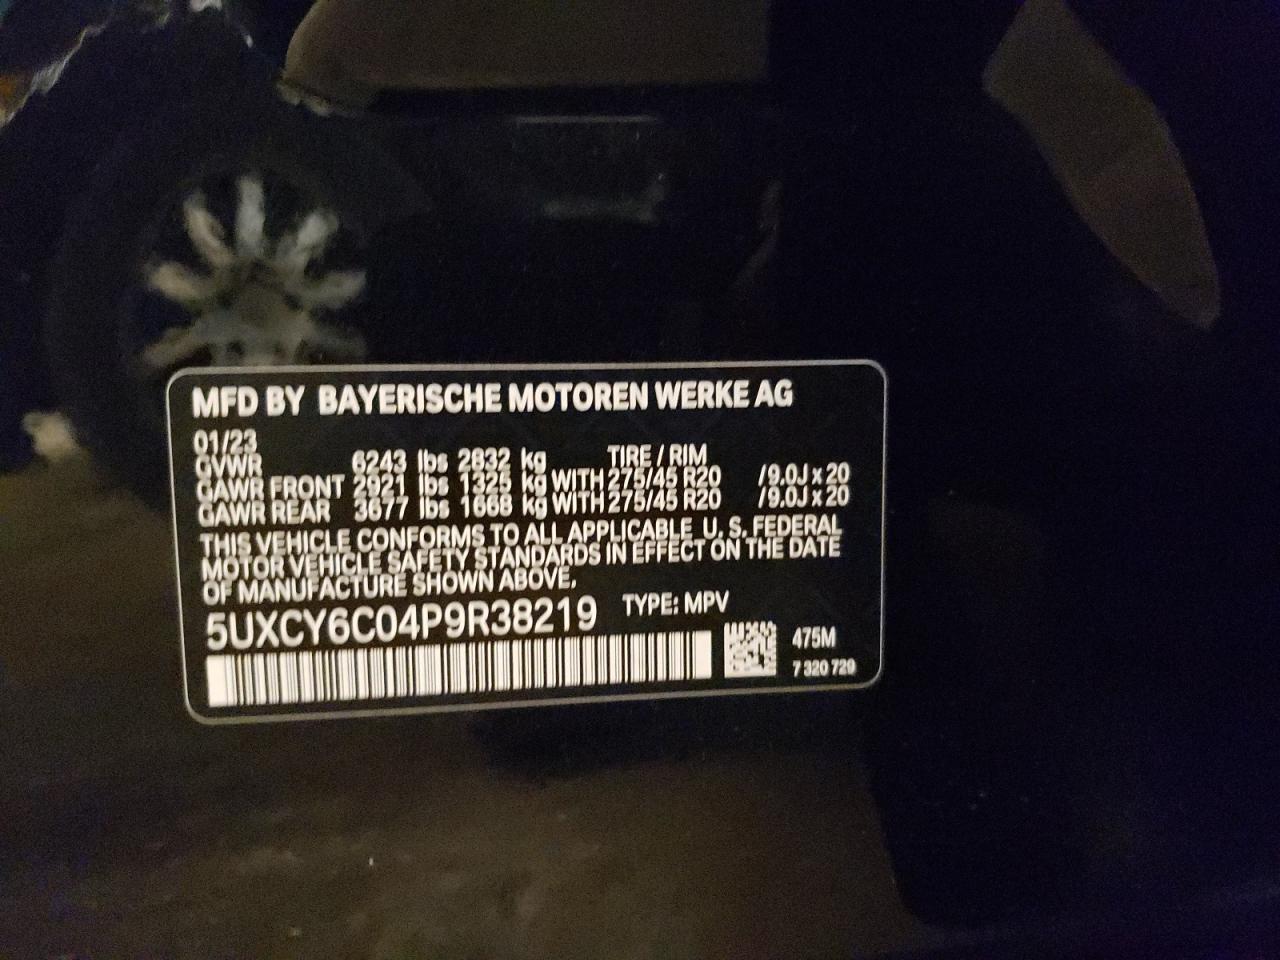 MFD BY BAYERISCHE MOTOREN WERKE AG
01/23
GVWR 6243 lbs 2832 kg TIRE / RIM
GAWR FRONT 2921 lbs 1325 kg WITH 275/45 R20 /9.0J x 20
GAWR REAR 3677 lbs 1668 kg WITH 275/45 R20 /9.0J x 20
THIS VEHICLE CONFORMS TO ALL APPLICABLE U. S. FEDERAL
MOTOR VEHICLE SAFETY STANDARDS IN EFFECT ON THE DATE
OF MANUFACTURE SHOWN ABOVE.
5UXCY6C04P9R38219 TYPE: MPV
475M
7 320 729